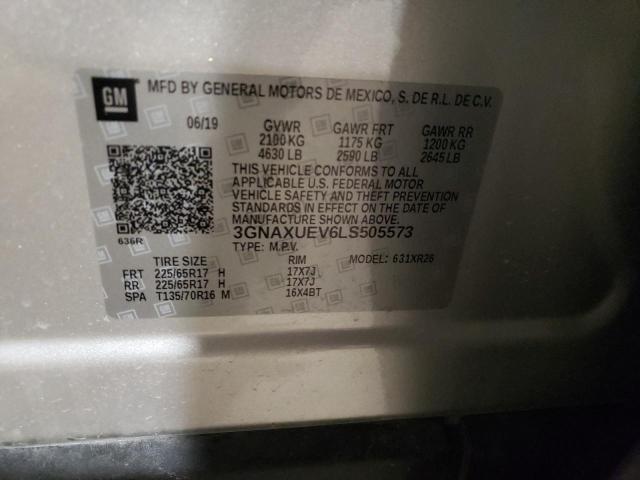 GM
MFD BY GENERAL MOTORS DE MEXICO, S. DE R.L. DE C.V.
06/19 GVWR GAWR FRT GAWR RR
2100 KG 1175 KG 1200 KG
4630 LB 2590 LB 2645 LB
THIS VEHICLE CONFORMS TO ALL
APPLICABLE U.S. FEDERAL MOTOR
VEHICLE SAFETY AND THEFT PREVENTION
STANDARDS IN EFFECT ON THE DATE OF
MANUFACTURE SHOWN ABOVE.
636R 3GNAXUEV6LS505573
TYPE: M.P.V. MODEL: 631XR26
TIRE SIZE RIM
FRT 225/65R17 H 17X7J
RR 225/65R17 H 17X7J
SPA T135/70R16 M 16X4BT